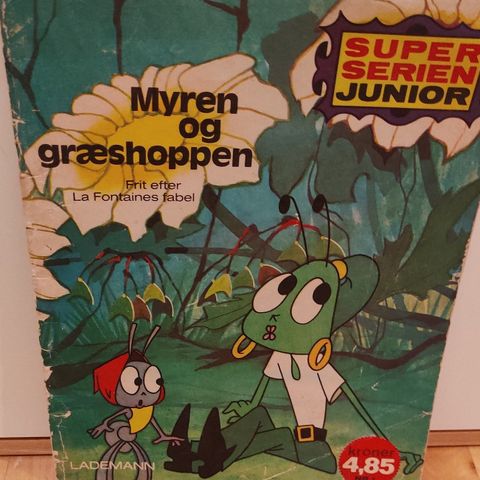 SUPER
SERIEN
JUNIOR
Myren
og
græshoppen
Frit efter
La Fontaines fabel
kroner
4,85
LADEMANN